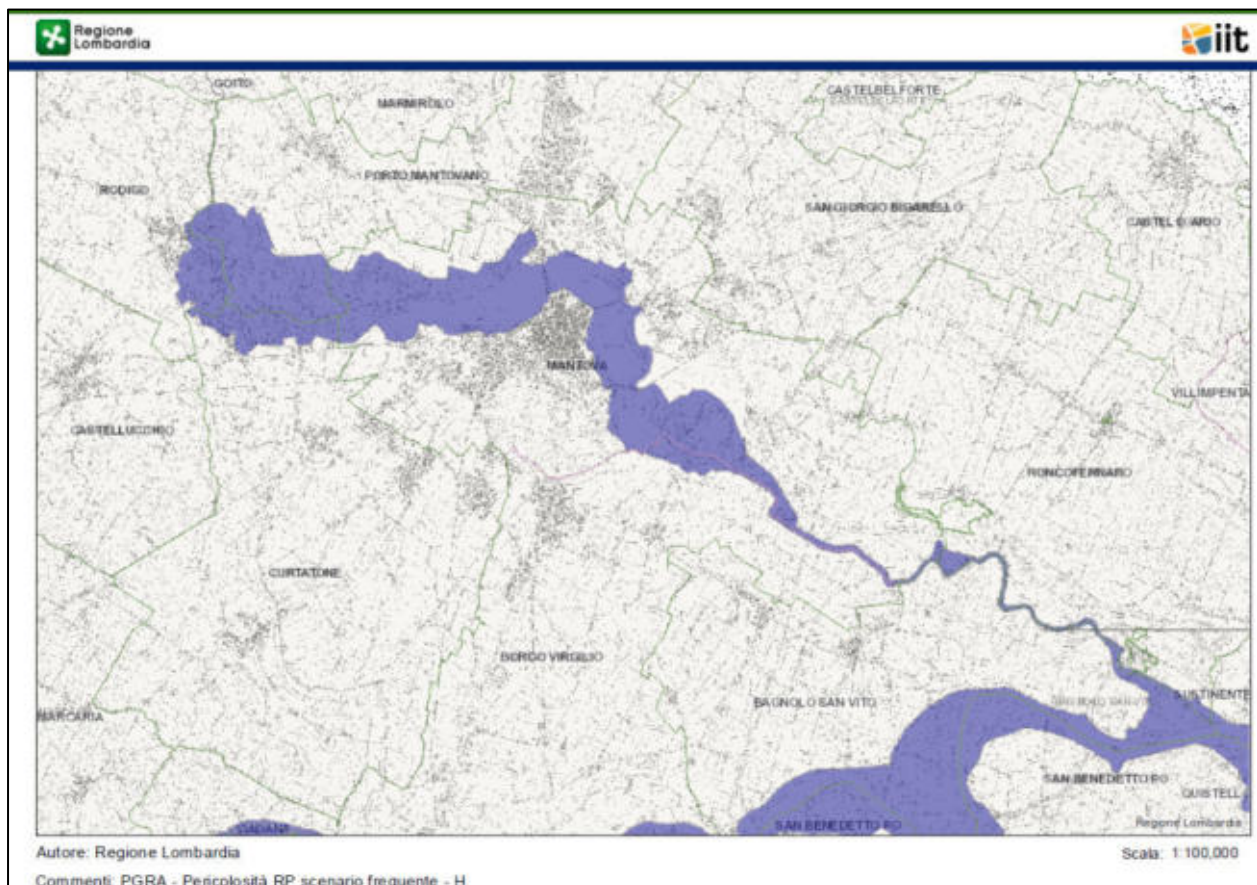 Regione
Lombardia
iit
GOITO
MARMIROLO
CASTELBELFORTE
PORTO MANTOVANO
RODIGO
SAN GIORGIO BIGARELLO
CASTEL D'ARIO
MANTOVA
VILLIMPENTA
CASTELLUCCHIO
RONCOFERRARO
CURTATONE
BORGO VIRGILIO
BAGNOLO SAN VITO
SUSTINENTE
MARCARIA
SAN BENEDETTO PO
QUISTELL
SAN BENEDETTO PO
Regione Lombardia
Autore: Regione Lombardia
Scala: 1:100,000
Commenti: PGRA - Pericolosità RP scenario frequente - H